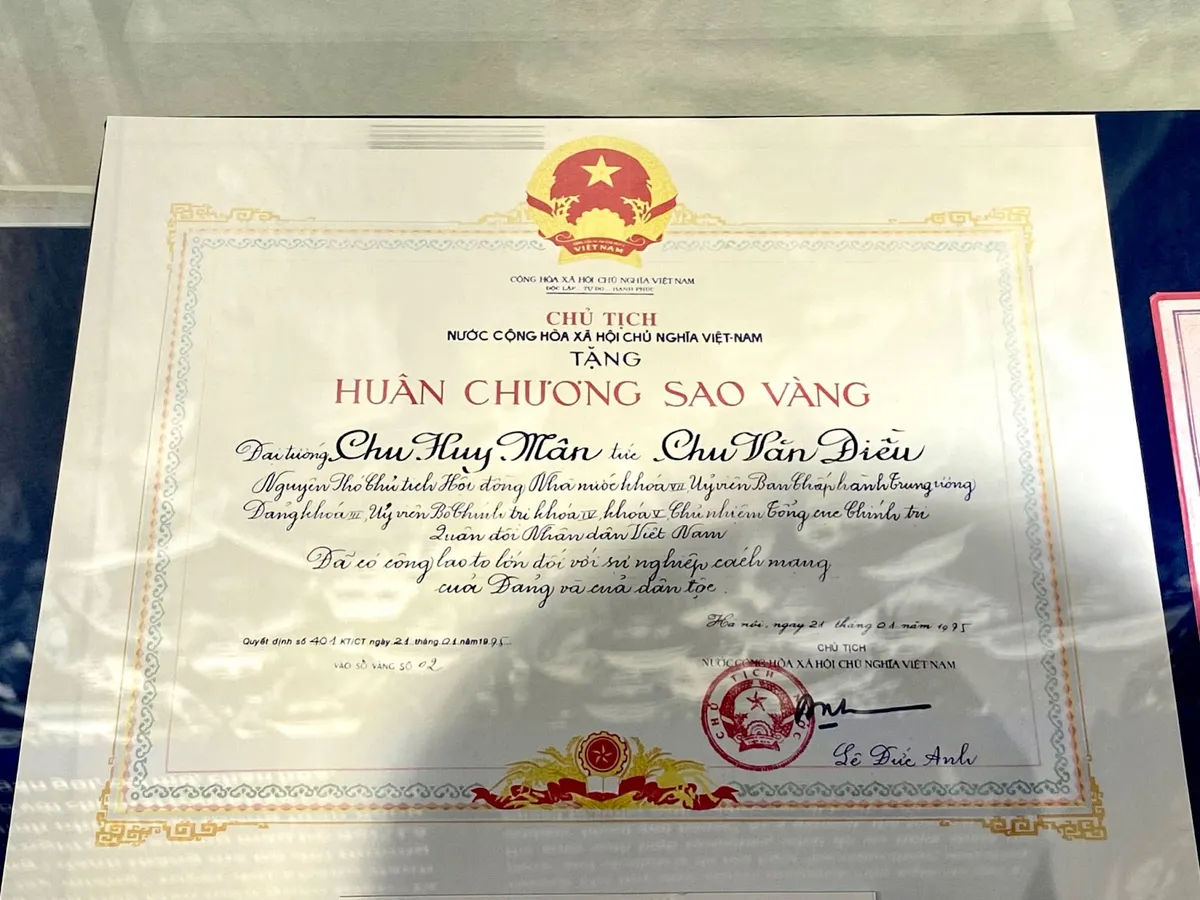 VIỆT NAM
CỘNG HÒA XÃ HỘI CHỦ NGHĨA VIỆT NAM
ĐỘC LẬP - TỰ DO - HẠNH PHÚC
CHỦ TỊCH
NƯỚC CỘNG HÒA XÃ HỘI CHỦ NGHĨA VIỆT-NAM
TẶNG
HUÂN CHƯƠNG SAO VÀNG
Đại tướng Chu Huy Mân tức Chu Văn Điều
Nguyên Phó Chủ tịch Hội đồng Nhà nước khóa VII, Uỷ viên Ban Chấp hành Trung ương
Đảng khóa III, Uỷ viên Bộ Chính trị khóa IV, khóa V, Chủ nhiệm Tổng cục Chính trị
Quân đội Nhân dân Việt Nam
Đã có công lao to lớn đối với sự nghiệp cách mạng
của Đảng và của dân tộc.
Quyết định số 401 KT/CT ngày 21 tháng 01 năm 1995
VÀO SỔ VÀNG SỐ 02
Hà nội, ngày 21 tháng 01 năm 1995
CHỦ TỊCH
NƯỚC CỘNG HÒA XÃ HỘI CHỦ NGHĨA VIỆT NAM
CHỦ TỊCH NƯỚC
Anh
Lê Đức Anh